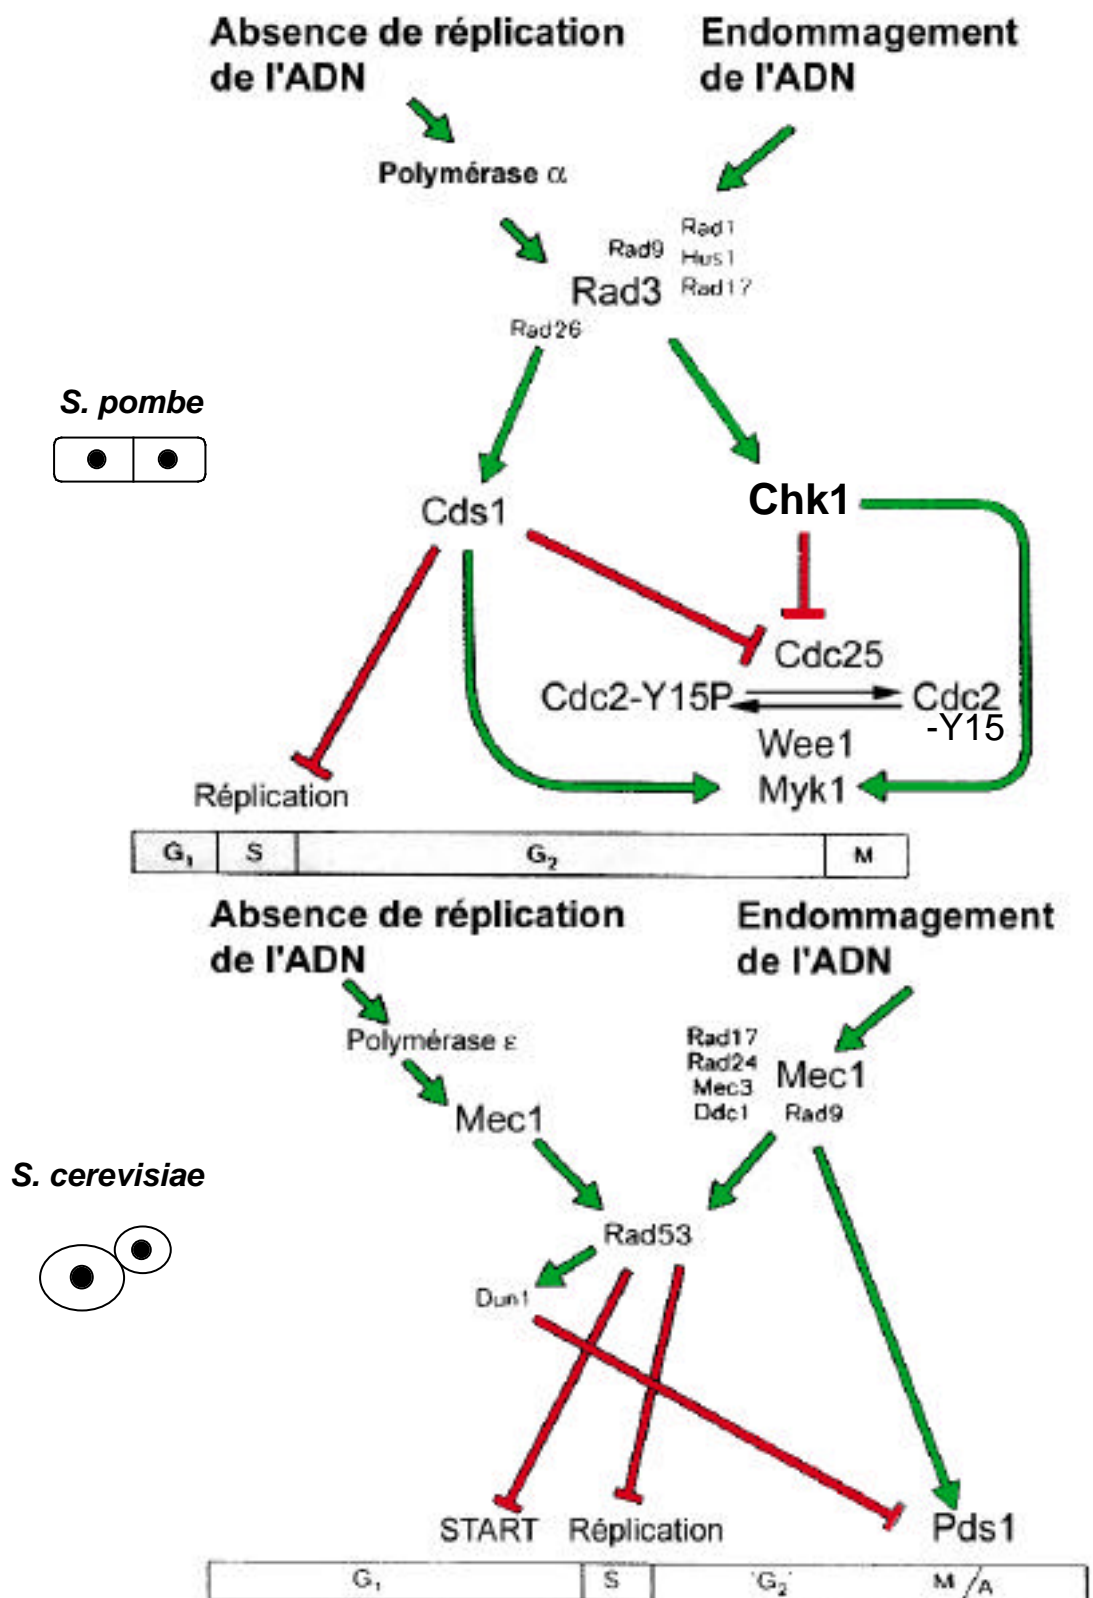 Absence de réplication
de l'ADN
Endommagement
de l'ADN
Polymérase α
Rad9
Rad1
Hus1
Rad17
Rad3
Rad26
S. pombe
Cds1
Chk1
Cdc25
Cdc2-Y15P
Cdc2
-Y15
Wee1
Myk1
Réplication
G₁ S G₂ M
Absence de réplication
de l'ADN
Endommagement
de l'ADN
Polymérase ε
Mec1
Rad17
Rad24
Mec3
Ddc1
Mec1
Rad9
S. cerevisiae
Rad53
Dun1
START Réplication Pds1
G₁ S G₂ M/A